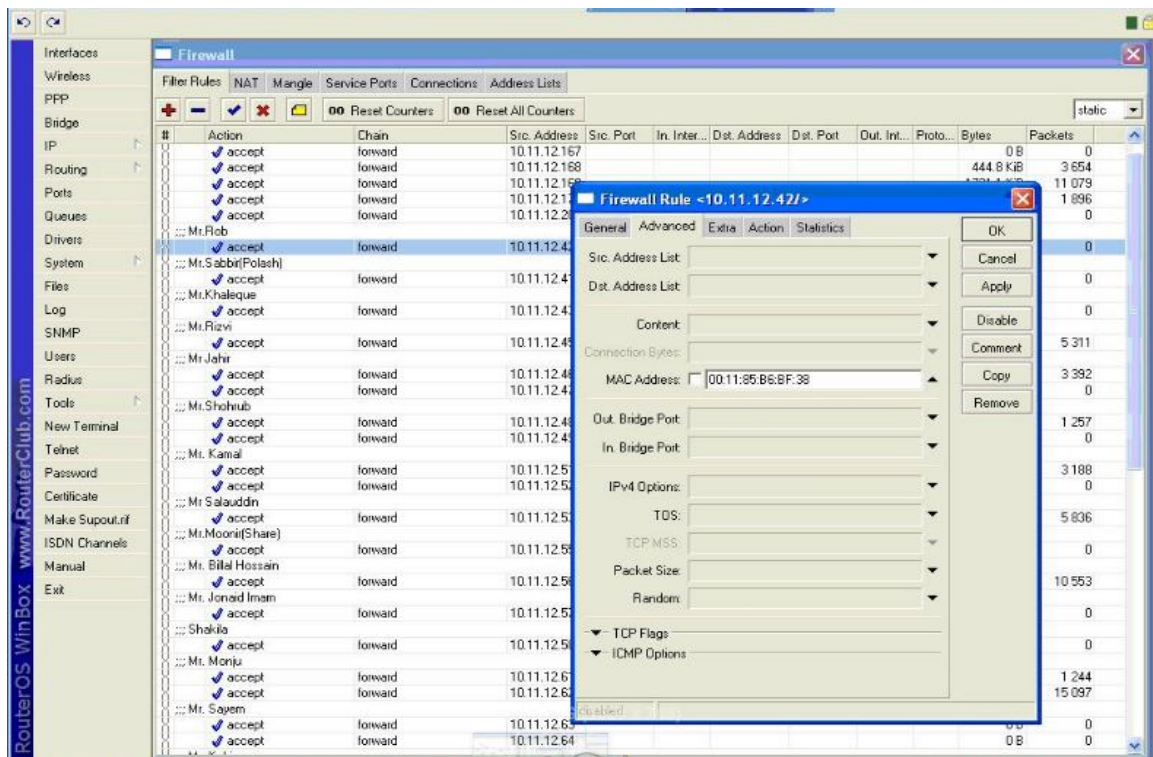 Interfaces
Wireless
PPP
Bridge
IP
Routing
Ports
Queues
Drivers
System
Files
Log
SNMP
Users
Radius
Tools
New Terminal
Telnet
Password
Certificate
Make Supout.rif
ISDN Channels
Manual
Exit
RouterOS WinBox www.RouterClub.com
Firewall
Filter Rules NAT Mangle Service Ports Connections Address Lists
00 Reset Counters 00 Reset All Counters static
# Action Chain Src. Address Src. Port In. Inter... Dst. Address Dst. Port Out. Int... Proto... Bytes Packets
accept forward 10.11.12.167 0 B 0
accept forward 10.11.12.168 444.8 KiB 3 654
accept forward 11 079
accept forward 1 896
accept forward 0
;;; Mr.Rob
accept forward 10.11.12.42 0
;;; Mr.Sabbir(Polash)
accept forward 0
;;; Mr.Khaleque
accept forward 0
;;; Mr.Rizvi
accept forward 5 311
;;; Mr.Jahir
accept forward 3 392
accept forward 0
;;; Mr.Shohrub
accept forward 1 257
accept forward 0
;;; Mr. Kamal
accept forward 3 188
accept forward 0
;;; Mr Salauddin
accept forward 5 836
;;; Mr.Moonir(Share)
accept forward 0
;;; Mr. Billal Hossain
accept forward 10 553
;;; Mr. Jonaid Imam
accept forward 0
;;; Shakila
accept forward 0
;;; Mr. Monju
accept forward 1 244
accept forward 15 097
;;; Mr. Sayem
accept forward 10.11.12.63 0
accept forward 10.11.12.64 0 B 0
Firewall Rule <10.11.12.42/>
General Advanced Extra Action Statistics
Src. Address List:
Dst. Address List:
Content:
Connection Bytes:
MAC Address: 00:11:85:B6:BF:38
Out. Bridge Port:
In. Bridge Port:
IPv4 Options:
TOS:
TCP MSS:
Packet Size:
Random:
TCP Flags
ICMP Options
disabled
OK
Cancel
Apply
Disable
Comment
Copy
Remove